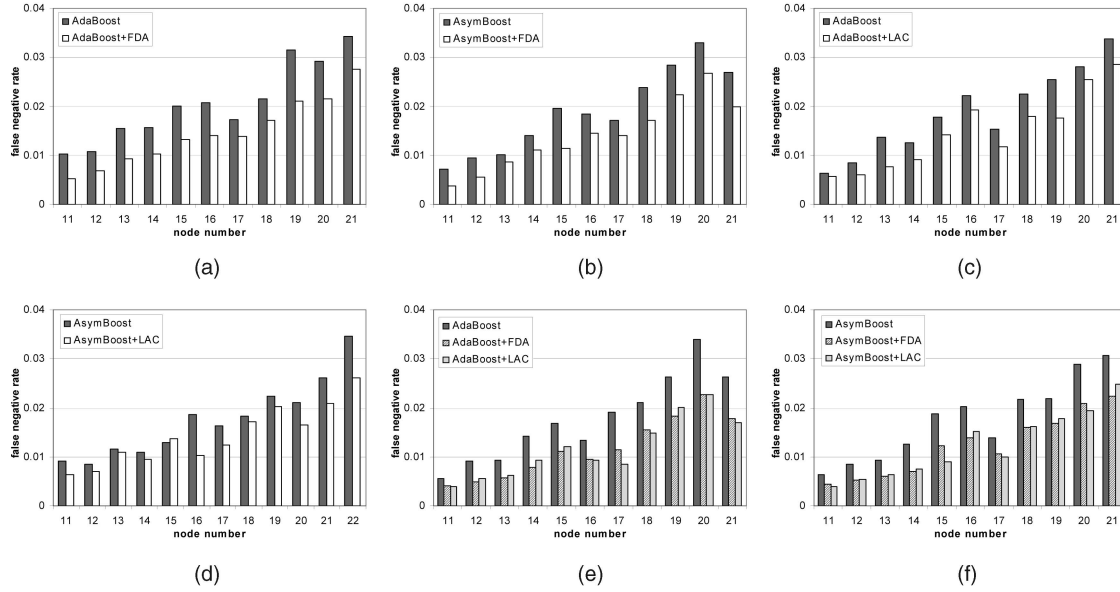 0.04
0.03
0.02
0.01
0
false negative rate
AdaBoost
AdaBoost+FDA
11 12 13 14 15 16 17 18 19 20 21
node number
(a)
0.04
0.03
0.02
0.01
0
false negative rate
AsymBoost
AsymBoost+FDA
11 12 13 14 15 16 17 18 19 20 21
node number
(b)
0.04
0.03
0.02
0.01
0
false negative rate
AdaBoost
AdaBoost+LAC
11 12 13 14 15 16 17 18 19 20 21
node number
(c)
0.04
0.03
0.02
0.01
0
false negative rate
AsymBoost
AsymBoost+LAC
11 12 13 14 15 16 17 18 19 20 21 22
node number
(d)
0.04
0.03
0.02
0.01
0
false negative rate
AdaBoost
AdaBoost+FDA
AdaBoost+LAC
11 12 13 14 15 16 17 18 19 20 21
node number
(e)
0.04
0.03
0.02
0.01
0
false negative rate
AsymBoost
AsymBoost+FDA
AsymBoost+LAC
11 12 13 14 15 16 17 18 19 20 21
node number
(f)